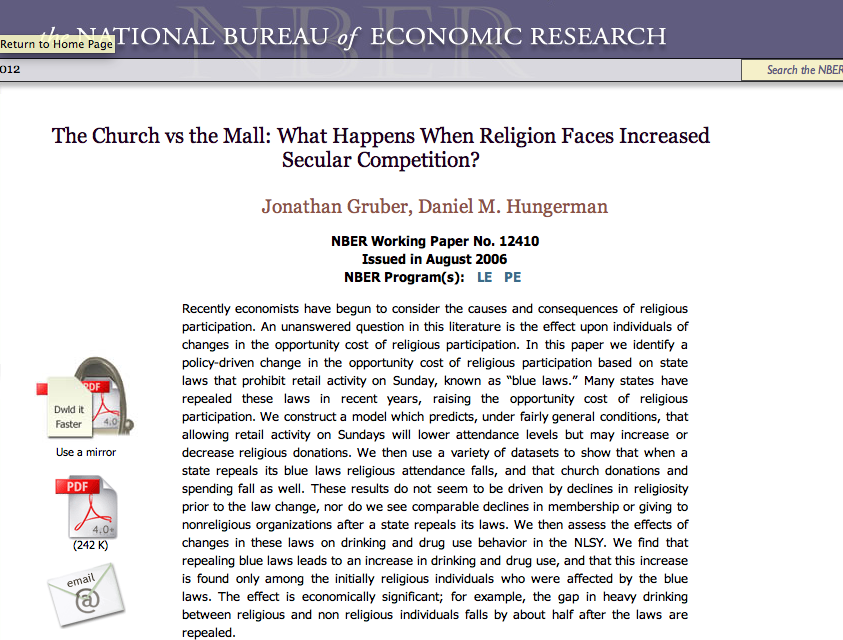 the NATIONAL BUREAU of ECONOMIC RESEARCH
NBER
Return to Home Page
012
Search the NBER
The Church vs the Mall: What Happens When Religion Faces Increased
Secular Competition?
Jonathan Gruber, Daniel M. Hungerman
NBER Working Paper No. 12410
Issued in August 2006
NBER Program(s): LE PE
Recently economists have begun to consider the causes and consequences of religious
participation. An unanswered question in this literature is the effect upon individuals of
changes in the opportunity cost of religious participation. In this paper we identify a
policy-driven change in the opportunity cost of religious participation based on state
laws that prohibit retail activity on Sunday, known as “blue laws.” Many states have
repealed these laws in recent years, raising the opportunity cost of religious
participation. We construct a model which predicts, under fairly general conditions, that
allowing retail activity on Sundays will lower attendance levels but may increase or
decrease religious donations. We then use a variety of datasets to show that when a
state repeals its blue laws religious attendance falls, and that church donations and
spending fall as well. These results do not seem to be driven by declines in religiosity
prior to the law change, nor do we see comparable declines in membership or giving to
nonreligious organizations after a state repeals its laws. We then assess the effects of
changes in these laws on drinking and drug use behavior in the NLSY. We find that
repealing blue laws leads to an increase in drinking and drug use, and that this increase
is found only among the initially religious individuals who were affected by the blue
laws. The effect is economically significant; for example, the gap in heavy drinking
between religious and non religious individuals falls by about half after the laws are
repealed.
PDF
Dwld it
Faster
4.0
Use a mirror
PDF
4.0+
(242 K)
email
@